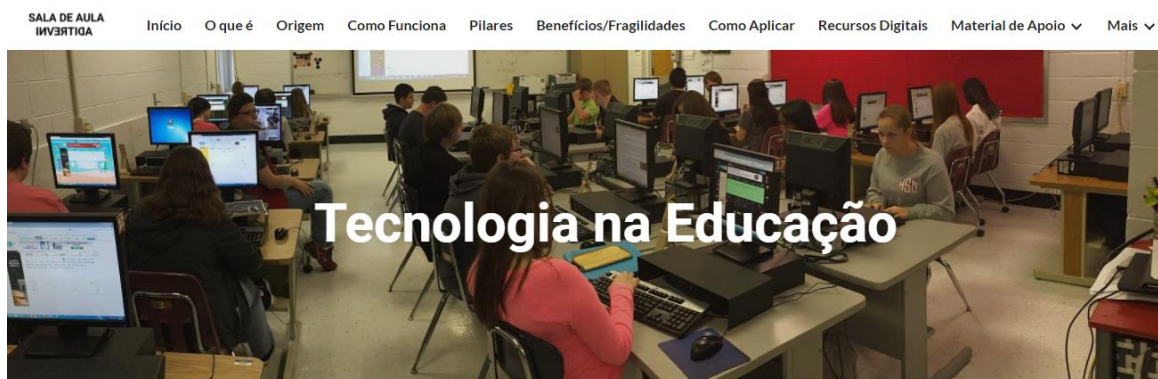 SALA DE AULA
INVERTIDA
Início
O que é
Origem
Como Funciona
Pilares
Benefícios/Fragilidades
Como Aplicar
Recursos Digitais
Material de Apoio
Mais
Tecnologia na Educação